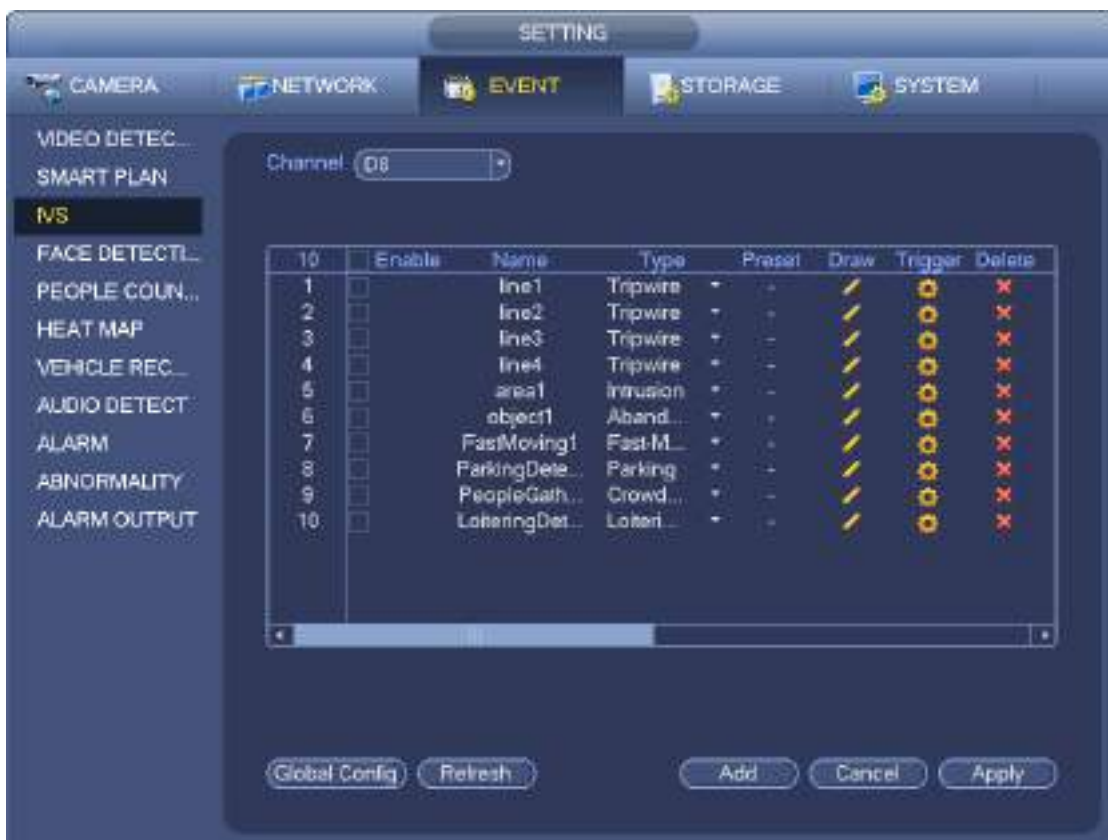 SETTING
CAMERA NETWORK EVENT STORAGE SYSTEM
VIDEO DETEC...
SMART PLAN
IVS
FACE DETECTI...
PEOPLE COUN...
HEAT MAP
VEHICLE REC...
AUDIO DETECT
ALARM
ABNORMALITY
ALARM OUTPUT
Channel D8
10 Enable Name Type Preset Draw Trigger Delete
1 line1 Tripwire -
2 line2 Tripwire -
3 line3 Tripwire -
4 line4 Tripwire -
5 area1 Intrusion -
6 object1 Aband... -
7 FastMoving1 Fast-M... -
8 ParkingDete... Parking -
9 PeopleGath... Crowd... -
10 LoiteringDet... Loiteri... -
Global Config Refresh Add Cancel Apply